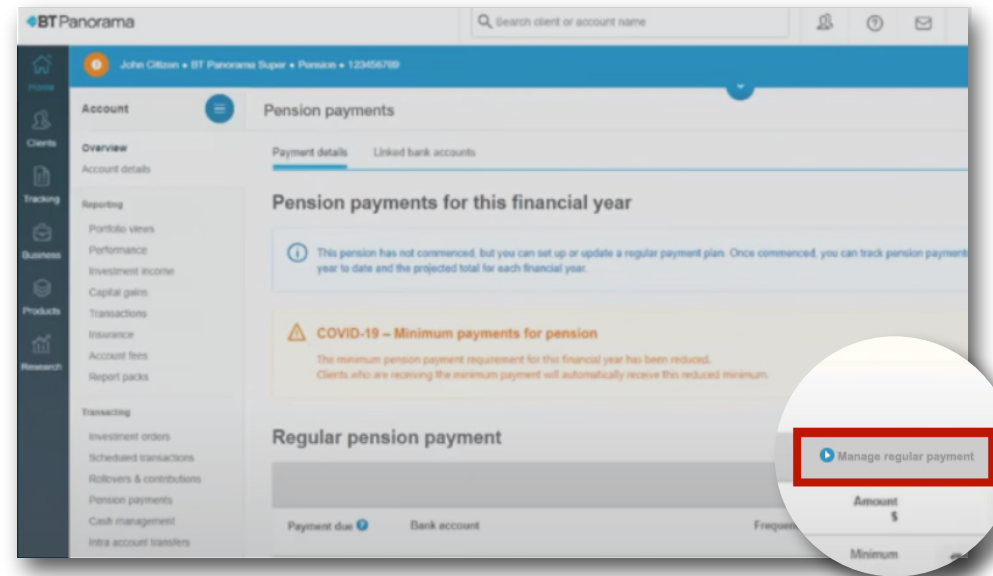 BT Panorama
Search client or account name
John Citizen • BT Panorama Super • Pension • 123456789
Home
Clients
Tracking
Business
Products
Research
Account
Overview
Account details
Reporting
Portfolio views
Performance
Investment income
Capital gains
Transactions
Insurance
Account fees
Report packs
Transacting
Investment orders
Scheduled transactions
Rollovers & contributions
Pension payments
Cash management
Intra account transfers
Pension payments
Payment details Linked bank accounts
Pension payments for this financial year
This pension has not commenced, but you can set up or update a regular payment plan. Once commenced, you can track pension payments
year to date and the projected total for each financial year.
COVID-19 – Minimum payments for pension
The minimum pension payment requirement for this financial year has been reduced.
Clients who are receiving the minimum payment will automatically receive this reduced minimum.
Regular pension payment
Manage regular payment
Payment due Bank account Frequen
Amount
$
Minimum